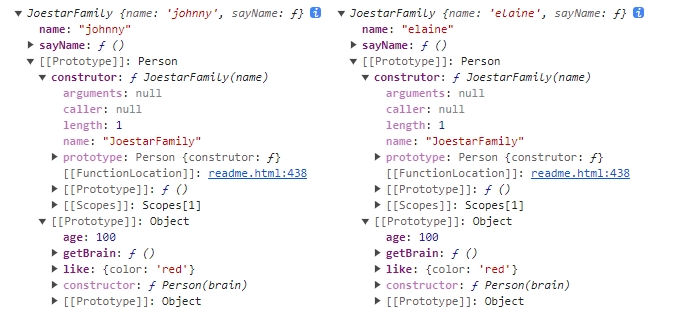 JoestarFamily {name: 'johnny', sayName: ƒ} i
name: "johnny"
sayName: ƒ ()
[[Prototype]]: Person
construtor: ƒ JoestarFamily(name)
arguments: null
caller: null
length: 1
name: "JoestarFamily"
prototype: Person {construtor: ƒ}
[[FunctionLocation]]: readme.html:438
[[Prototype]]: ƒ ()
[[Scopes]]: Scopes[1]
[[Prototype]]: Object
age: 100
getBrain: ƒ ()
like: {color: 'red'}
constructor: ƒ Person(brain)
[[Prototype]]: Object
JoestarFamily {name: 'elaine', sayName: ƒ} i
name: "elaine"
sayName: ƒ ()
[[Prototype]]: Person
construtor: ƒ JoestarFamily(name)
arguments: null
caller: null
length: 1
name: "JoestarFamily"
prototype: Person {construtor: ƒ}
[[FunctionLocation]]: readme.html:438
[[Prototype]]: ƒ ()
[[Scopes]]: Scopes[1]
[[Prototype]]: Object
age: 100
getBrain: ƒ ()
like: {color: 'red'}
constructor: ƒ Person(brain)
[[Prototype]]: Object